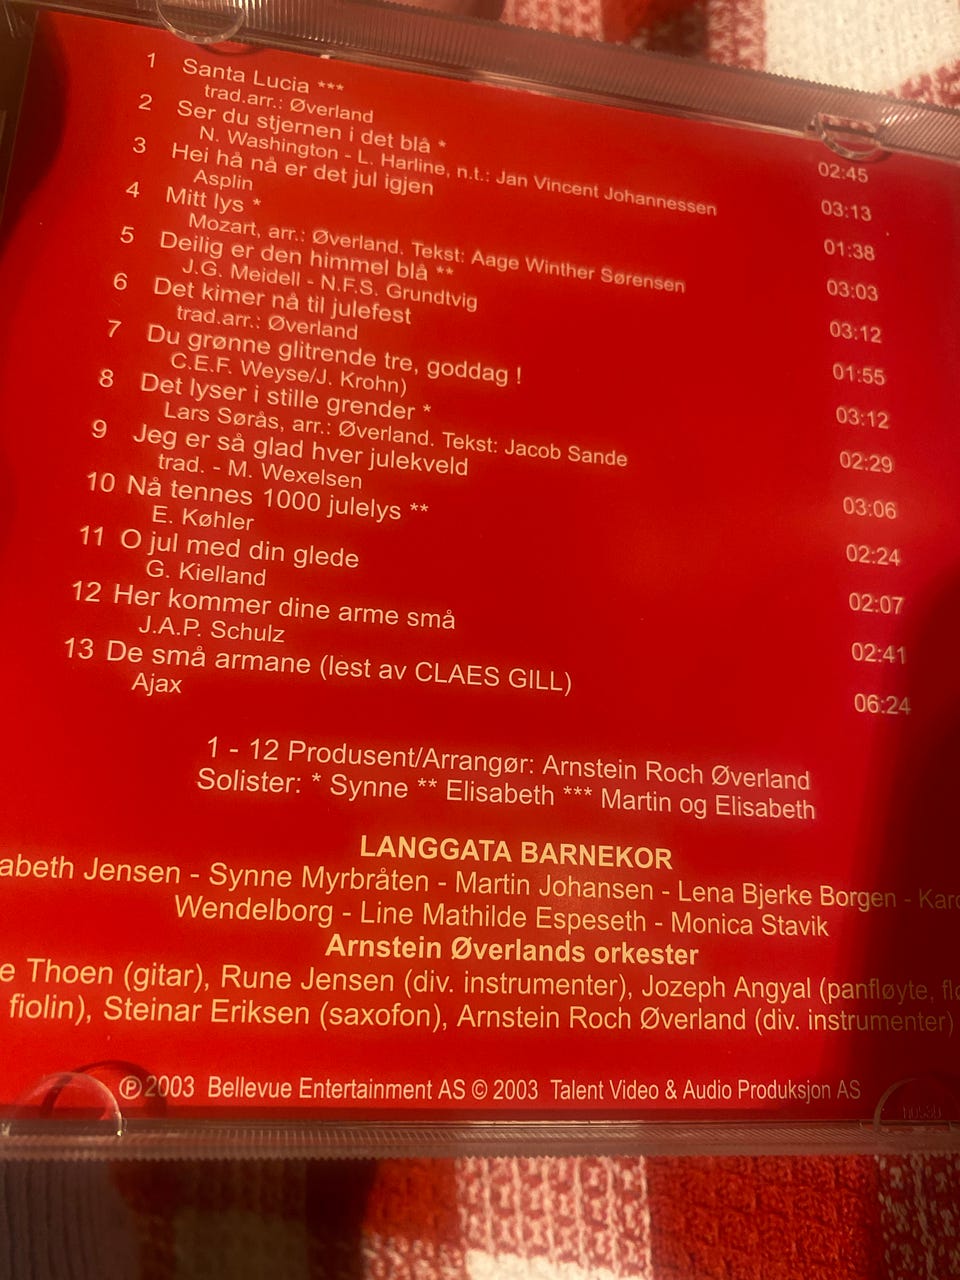 1 Santa Lucia *** 02:45
trad.arr.: Øverland
2 Ser du stjernen i det blå * 03:13
N. Washington - L. Harline, n.t.: Jan Vincent Johannessen
3 Hei hå nå er det jul igjen 01:38
Asplin
4 Mitt lys * 03:03
Mozart, arr.: Øverland. Tekst: Aage Winther Sørensen
5 Deilig er den himmel blå ** 03:12
J.G. Meidell - N.F.S. Grundtvig
6 Det kimer nå til julefest 01:55
trad.arr.: Øverland
7 Du grønne glitrende tre, goddag ! 03:12
C.E.F. Weyse/J. Krohn)
8 Det lyser i stille grender * 02:29
Lars Sørås, arr.: Øverland. Tekst: Jacob Sande
9 Jeg er så glad hver julekveld 03:06
trad. - M. Wexelsen
10 Nå tennes 1000 julelys ** 02:24
E. Køhler
11 O jul med din glede 02:07
G. Kielland
12 Her kommer dine arme små 02:41
J.A.P. Schulz
13 De små armane (lest av CLAES GILL) 06:24
Ajax
1 - 12 Produsent/Arrangør: Arnstein Roch Øverland
Solister: * Synne ** Elisabeth *** Martin og Elisabeth
LANGGATA BARNEKOR
abeth Jensen - Synne Myrbråten - Martin Johansen - Lena Bjerke Borgen - Karo
Wendelborg - Line Mathilde Espeseth - Monica Stavik
Arnstein Øverlands orkester
e Thoen (gitar), Rune Jensen (div. instrumenter), Jozeph Angyal (panfløyte, flø
fiolin), Steinar Eriksen (saxofon), Arnstein Roch Øverland (div. instrumenter)
℗2003 Bellevue Entertainment AS © 2003 Talent Video & Audio Produksjon AS